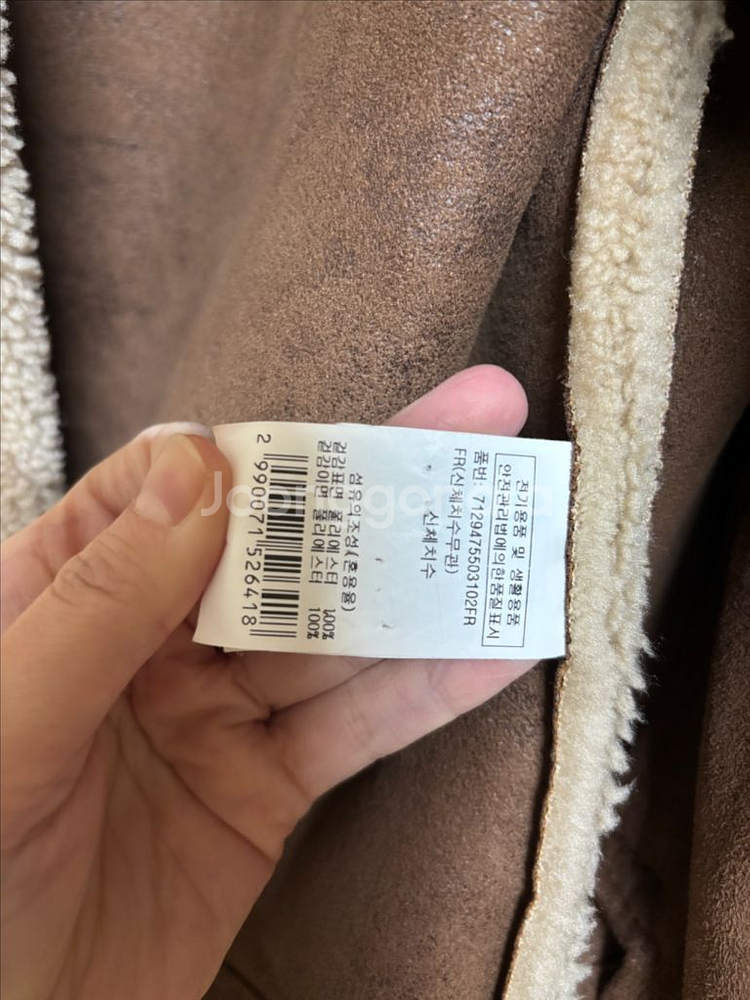 전기용품 및 생활용품
안전관리법에의한품질표시
품번: 7129475503102FR
FR(신체치수무관)
신체치수
섬유의조성(혼용율)
겉감표면 폴리에스터 100%
겉감이면 폴리에스터 100%
2 990071 526418
Joonggonara